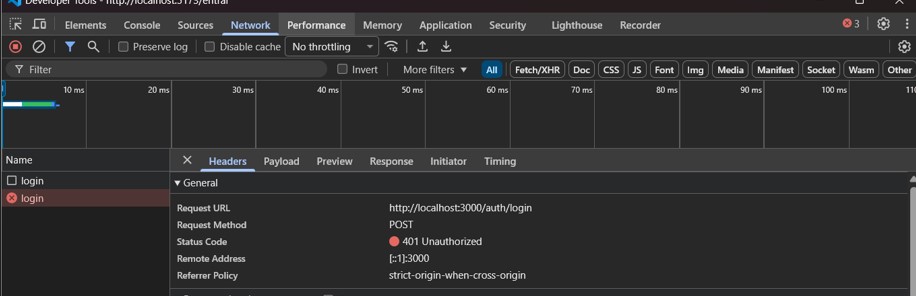 Developer Tools - http://localhost:5173/entrar
Elements Console Sources Network Performance Memory Application Security Lighthouse Recorder 3
Preserve log Disable cache No throttling
Filter Invert More filters All Fetch/XHR Doc CSS JS Font Img Media Manifest Socket Wasm Other
10 ms 20 ms 30 ms 40 ms 50 ms 60 ms 70 ms 80 ms 90 ms 100 ms 110
Name Headers Payload Preview Response Initiator Timing
login
login
General
Request URL http://localhost:3000/auth/login
Request Method POST
Status Code 401 Unauthorized
Remote Address [::1]:3000
Referrer Policy strict-origin-when-cross-origin